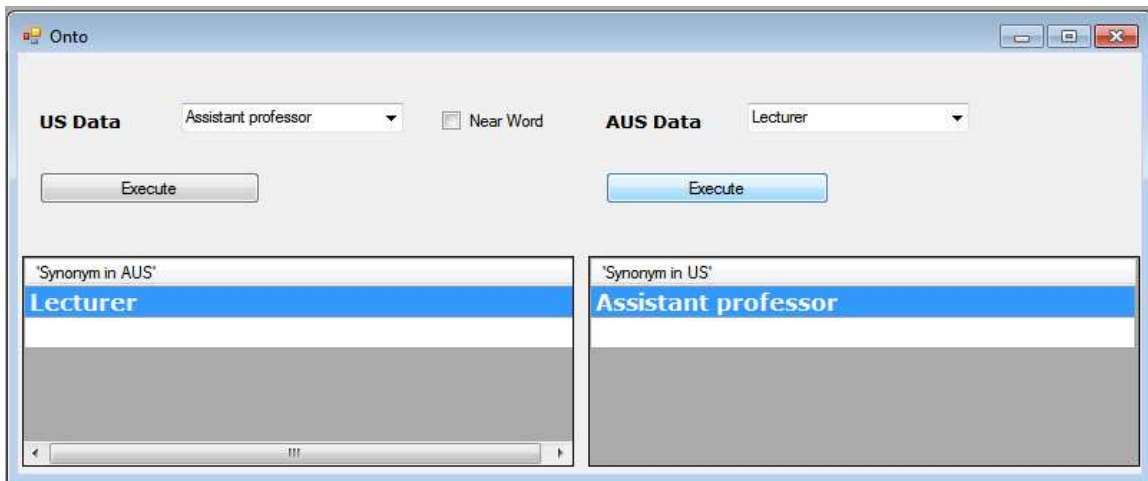 Onto
US Data Assistant professor Near Word AUS Data Lecturer
Execute Execute
'Synonym in AUS' 'Synonym in US'
Lecturer Assistant professor